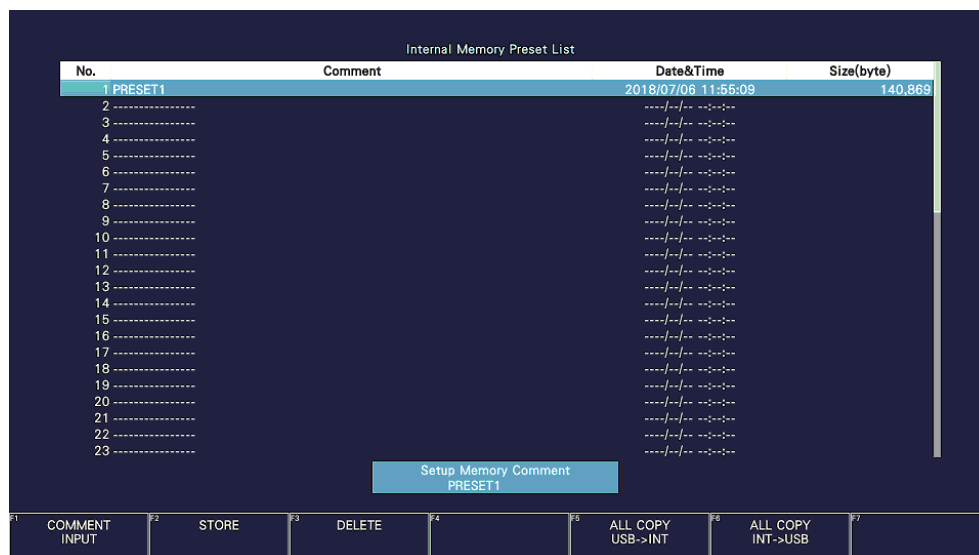 Internal Memory Preset List
No. Comment Date&Time Size(byte)
1 PRESET1 2018/07/06 11:55:09 140,869
2 ---------------- ----/--/-- --:--:--
3 ---------------- ----/--/-- --:--:--
4 ---------------- ----/--/-- --:--:--
5 ---------------- ----/--/-- --:--:--
6 ---------------- ----/--/-- --:--:--
7 ---------------- ----/--/-- --:--:--
8 ---------------- ----/--/-- --:--:--
9 ---------------- ----/--/-- --:--:--
10 ---------------- ----/--/-- --:--:--
11 ---------------- ----/--/-- --:--:--
12 ---------------- ----/--/-- --:--:--
13 ---------------- ----/--/-- --:--:--
14 ---------------- ----/--/-- --:--:--
15 ---------------- ----/--/-- --:--:--
16 ---------------- ----/--/-- --:--:--
17 ---------------- ----/--/-- --:--:--
18 ---------------- ----/--/-- --:--:--
19 ---------------- ----/--/-- --:--:--
20 ---------------- ----/--/-- --:--:--
21 ---------------- ----/--/-- --:--:--
22 ---------------- ----/--/-- --:--:--
23 ---------------- ----/--/-- --:--:--
Setup Memory Comment
PRESET1
F1 COMMENT F2 STORE F3 DELETE F4 F5 ALL COPY F6 ALL COPY F7
INPUT USB->INT INT->USB